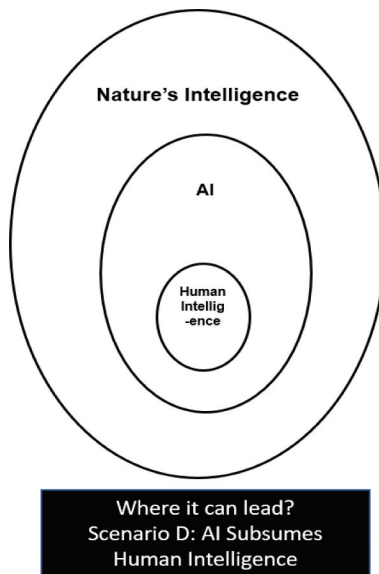 Nature's Intelligence
AI
Human
Intellig
-ence
Where it can lead?
Scenario D: AI Subsumes
Human Intelligence